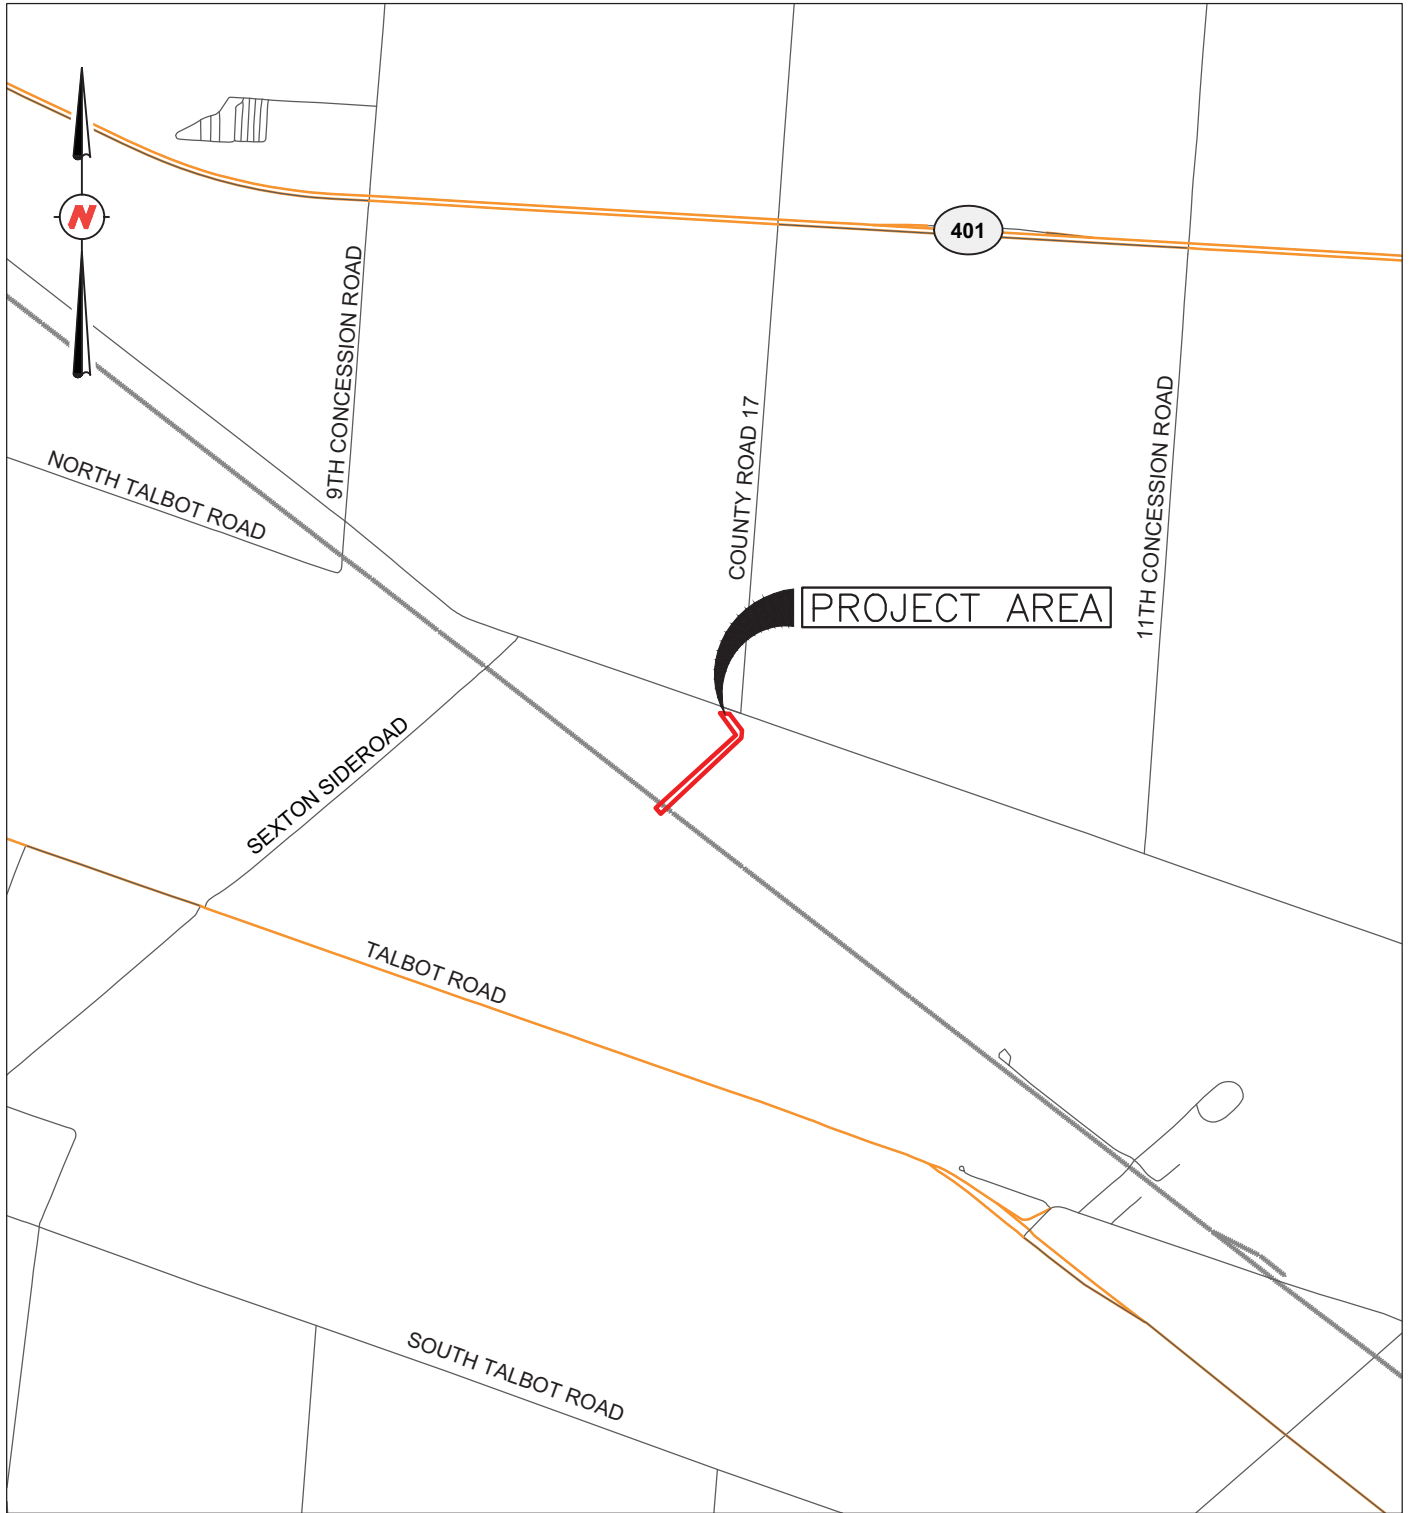 401
N
9TH CONCESSION ROAD
COUNTY ROAD 17
11TH CONCESSION ROAD
NORTH TALBOT ROAD
PROJECT AREA
SEXTON SIDEROAD
TALBOT ROAD
SOUTH TALBOT ROAD